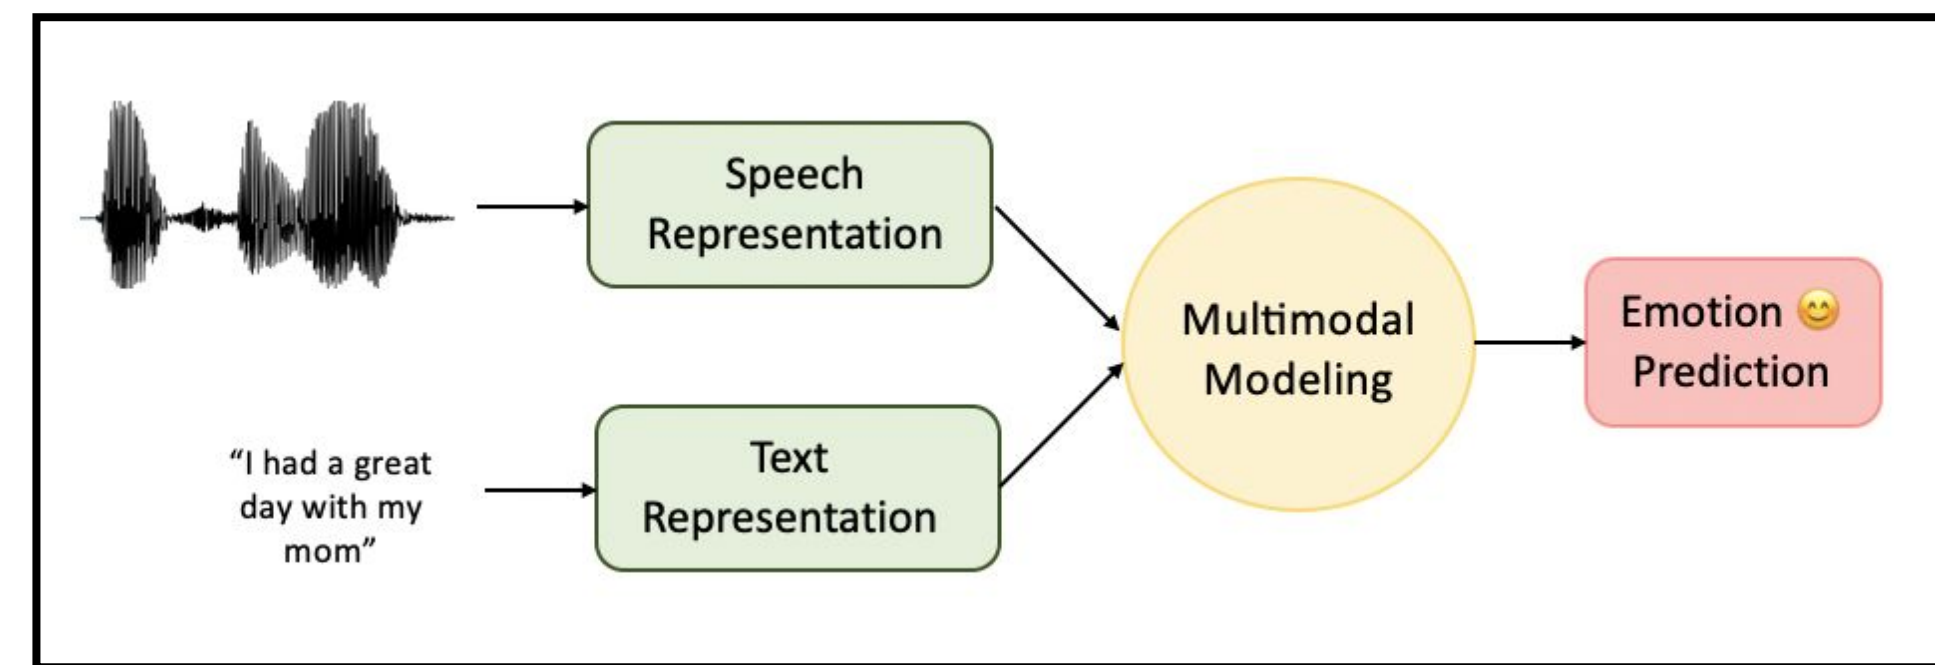 Speech
Representation
“I had a great
day with my
mom”
Text
Representation
Multimodal
Modeling
Emotion 😊
Prediction